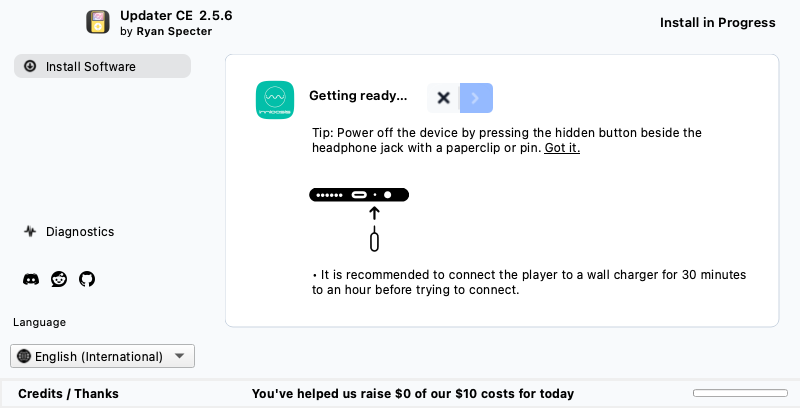 Updater CE 2.5.6
by Ryan Specter
Install in Progress
Install Software
Getting ready...
Tip: Power off the device by pressing the hidden button beside the
headphone jack with a paperclip or pin. Got it.
• It is recommended to connect the player to a wall charger for 30 minutes
to an hour before trying to connect.
Diagnostics
Language
English (International)
Credits / Thanks
You've helped us raise $0 of our $10 costs for today